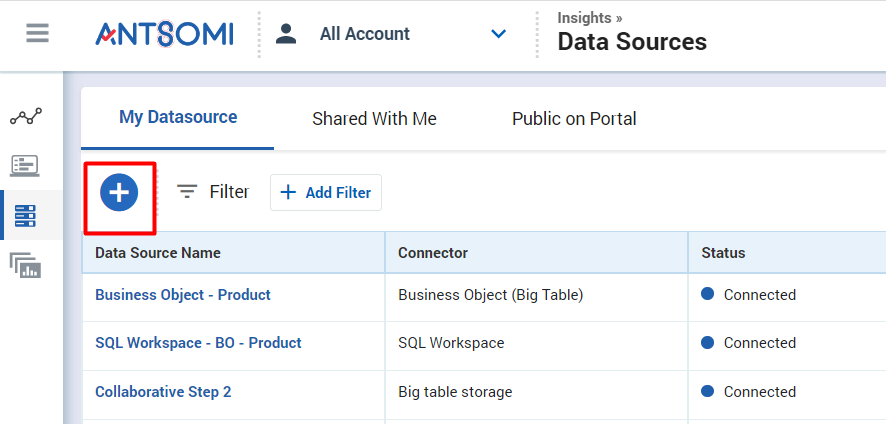 ANTSOMI
All Account
Insights »
Data Sources
My Datasource
Shared With Me
Public on Portal
Filter
Add Filter
Data Source Name Connector Status
Business Object - Product Business Object (Big Table) Connected
SQL Workspace - BO - Product SQL Workspace Connected
Collaborative Step 2 Big table storage Connected